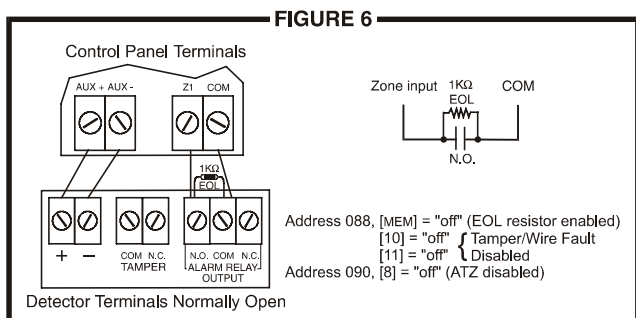 FIGURE 6
Control Panel Terminals
AUX + AUX - Z1 COM
1KΩ
EOL
+ - COM N.C. N.O. COM N.C.
TAMPER ALARM RELAY
OUTPUT
Detector Terminals Normally Open
Zone input 1KΩ COM
EOL
N.O.
Address 088, [MEM] = "off" (EOL resistor enabled)
[10] = "off" { Tamper/Wire Fault
[11] = "off" Disabled
Address 090, [8] = "off" (ATZ disabled)